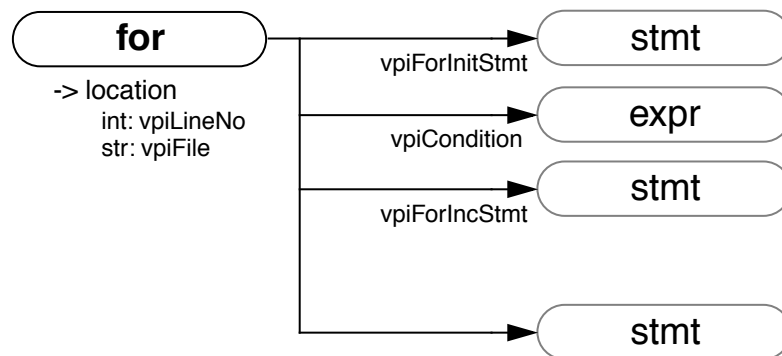 for
stmt
vpiForInitStmt
-> location
int: vpiLineNo
str: vpiFile
expr
vpiCondition
stmt
vpiForIncStmt
stmt